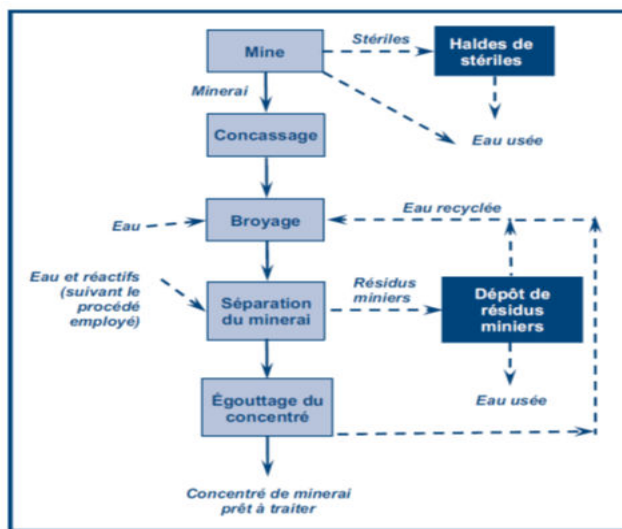 Mine
Stériles
Haldes de
stériles
Minerai
Eau usée
Concassage
Eau recyclée
Eau
Broyage
Eau et réactifs
(suivant le
procédé
employé)
Séparation
du minerai
Résidus
miniers
Dépôt de
résidus
miniers
Eau usée
Égouttage du
concentré
Concentré de minerai
prêt à traiter